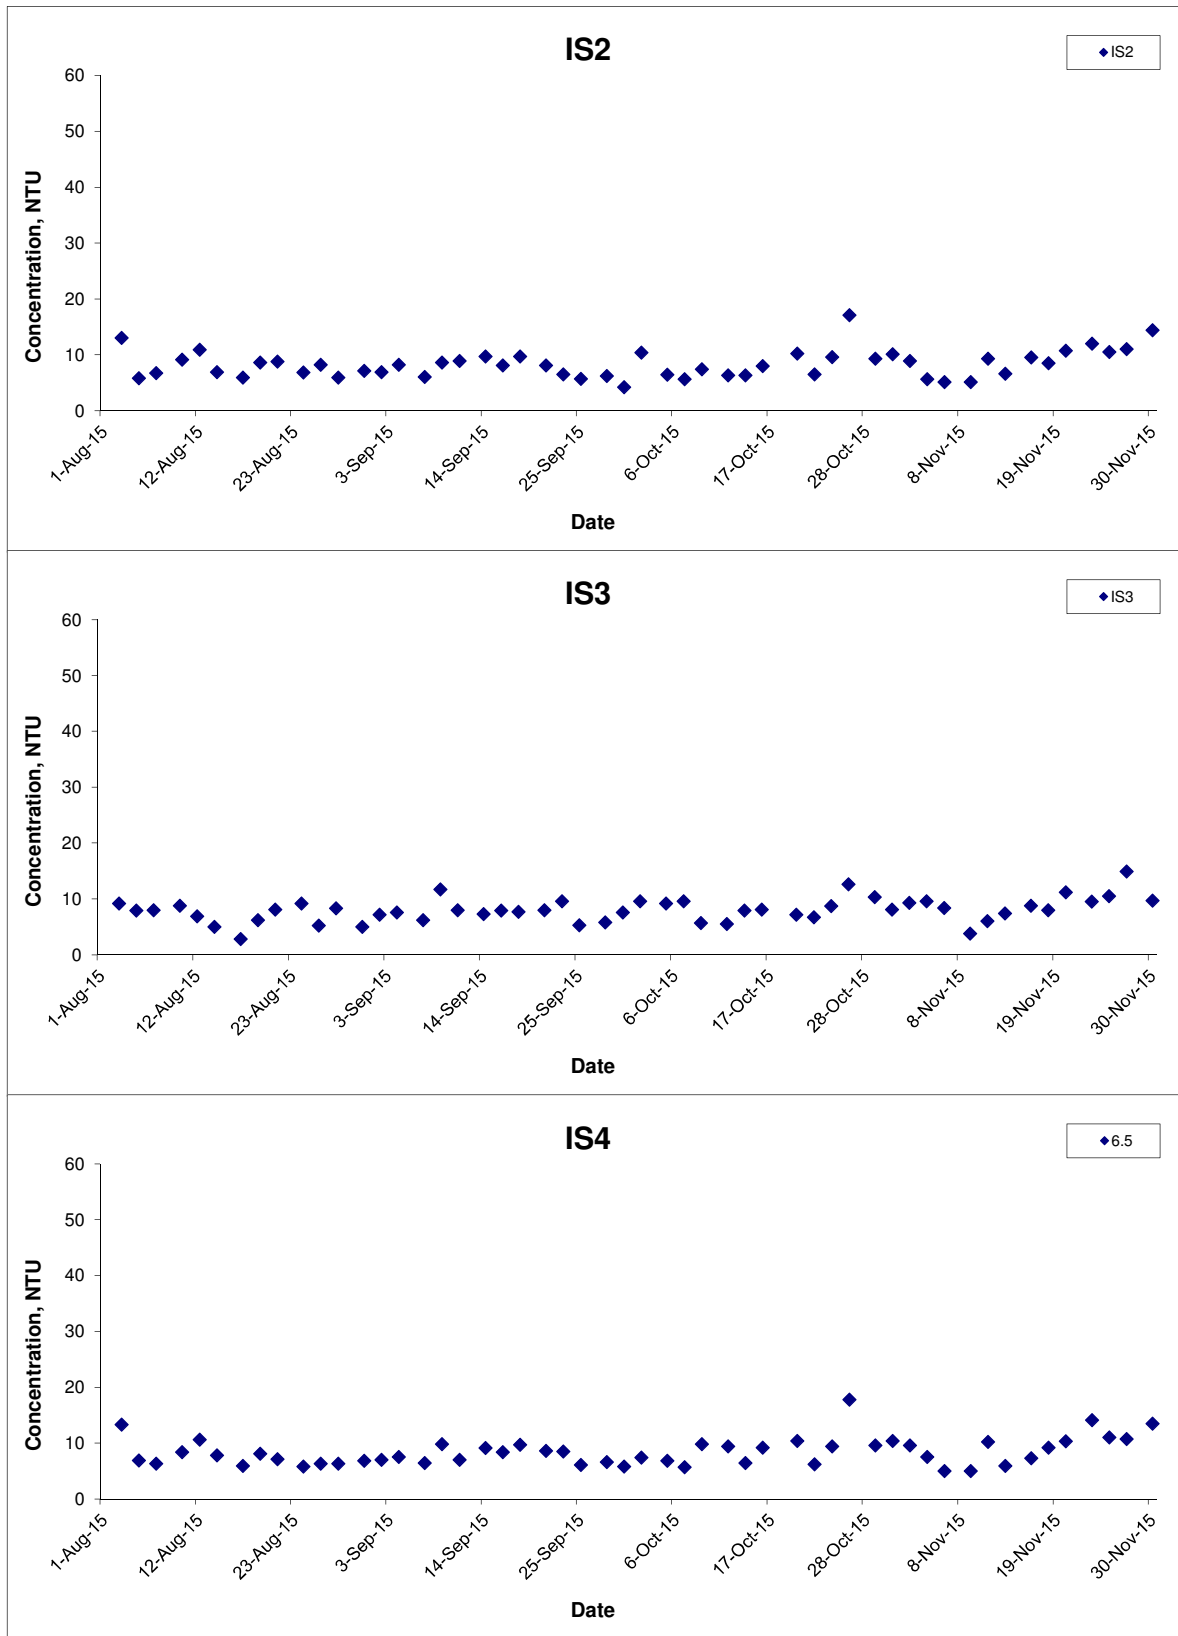 IS2
IS2
60
50
40
30
20
10
0
Concentration, NTU
1-Aug-15
12-Aug-15
23-Aug-15
3-Sep-15
14-Sep-15
25-Sep-15
6-Oct-15
17-Oct-15
28-Oct-15
8-Nov-15
19-Nov-15
30-Nov-15
Date
IS3
IS3
60
50
40
30
20
10
0
Concentration, NTU
1-Aug-15
12-Aug-15
23-Aug-15
3-Sep-15
14-Sep-15
25-Sep-15
6-Oct-15
17-Oct-15
28-Oct-15
8-Nov-15
19-Nov-15
30-Nov-15
Date
IS4
6.5
60
50
40
30
20
10
0
Concentration, NTU
1-Aug-15
12-Aug-15
23-Aug-15
3-Sep-15
14-Sep-15
25-Sep-15
6-Oct-15
17-Oct-15
28-Oct-15
8-Nov-15
19-Nov-15
30-Nov-15
Date